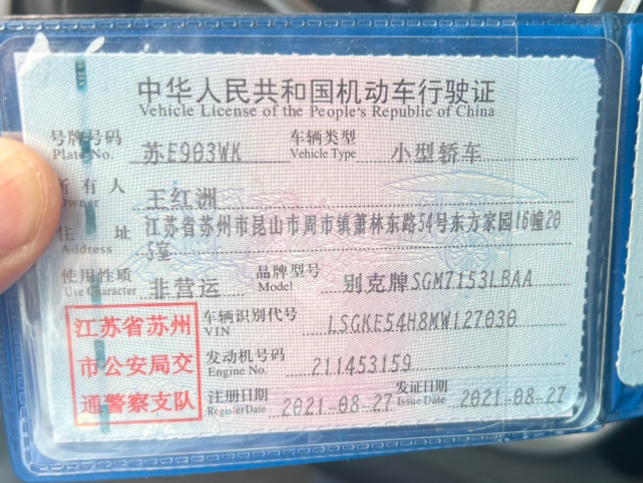 中华人民共和国机动车行驶证
Vehicle License of the People's Republic of China
号牌号码 苏E903WK 车辆类型 小型轿车
Plate No. Vehicle Type
所有人 王红洲
Owner
住址 江苏省苏州市昆山市周市镇萧林东路54号东方家园16幢20
Address 5室
使用性质 非营运 品牌型号 别克牌SGM7153LBAA
Use Character Model
江苏省苏州 车辆识别代号 LSGKE54H8MW127030
VIN
市公安局交 发动机号码 211453159
Engine No.
通警察支队 注册日期 2021-08-27 发证日期 2021-08-27
Register Date Issue Date